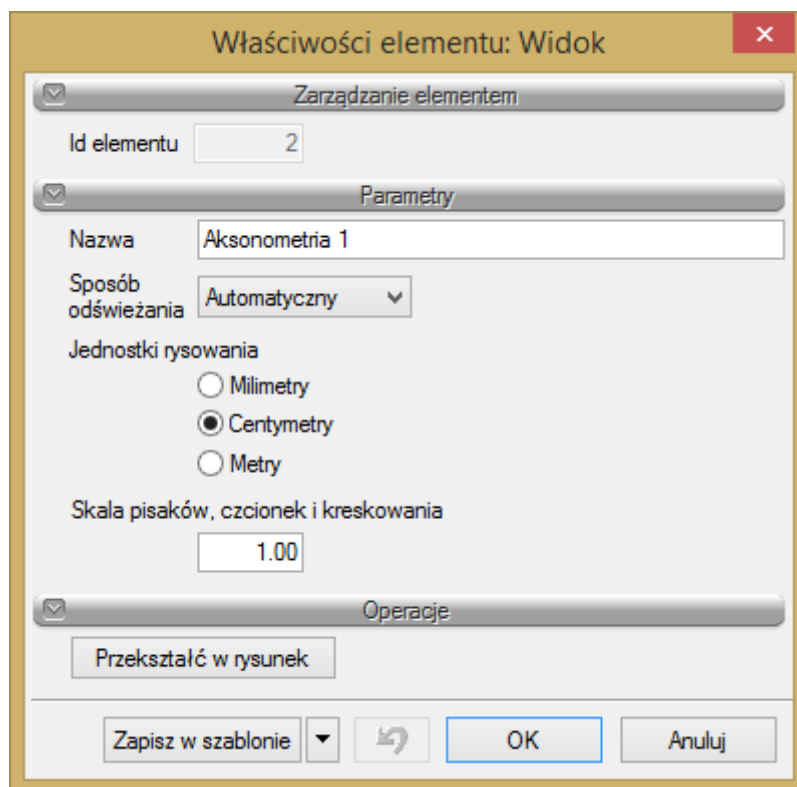 Właściwości elementu: Widok
Zarządzanie elementem
Id elementu 2
Parametry
Nazwa Aksonometria 1
Sposób
odświeżania Automatyczny
Jednostki rysowania
Milimetry
Centymetry
Metry
Skala pisaków, czcionek i kreskowania
1.00
Operacje
Przekształć w rysunek
Zapisz w szablonie OK Anuluj